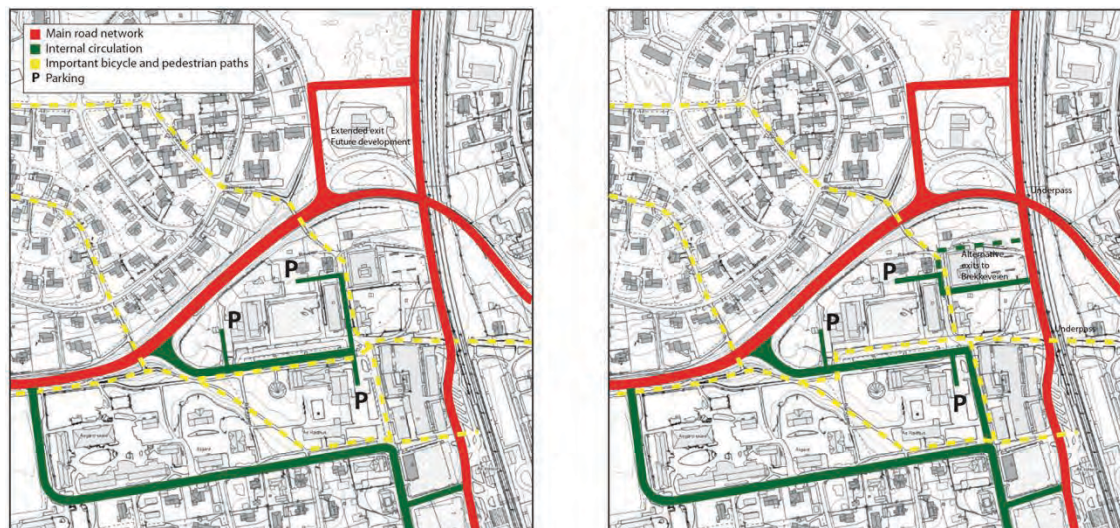 Main road network
Internal circulation
Important bicycle and pedestrian paths
P Parking
Extended exit
Future development
P
P
P
Underpass
Alternative
exits to
Brekkeveien
P
P
Underpass
P